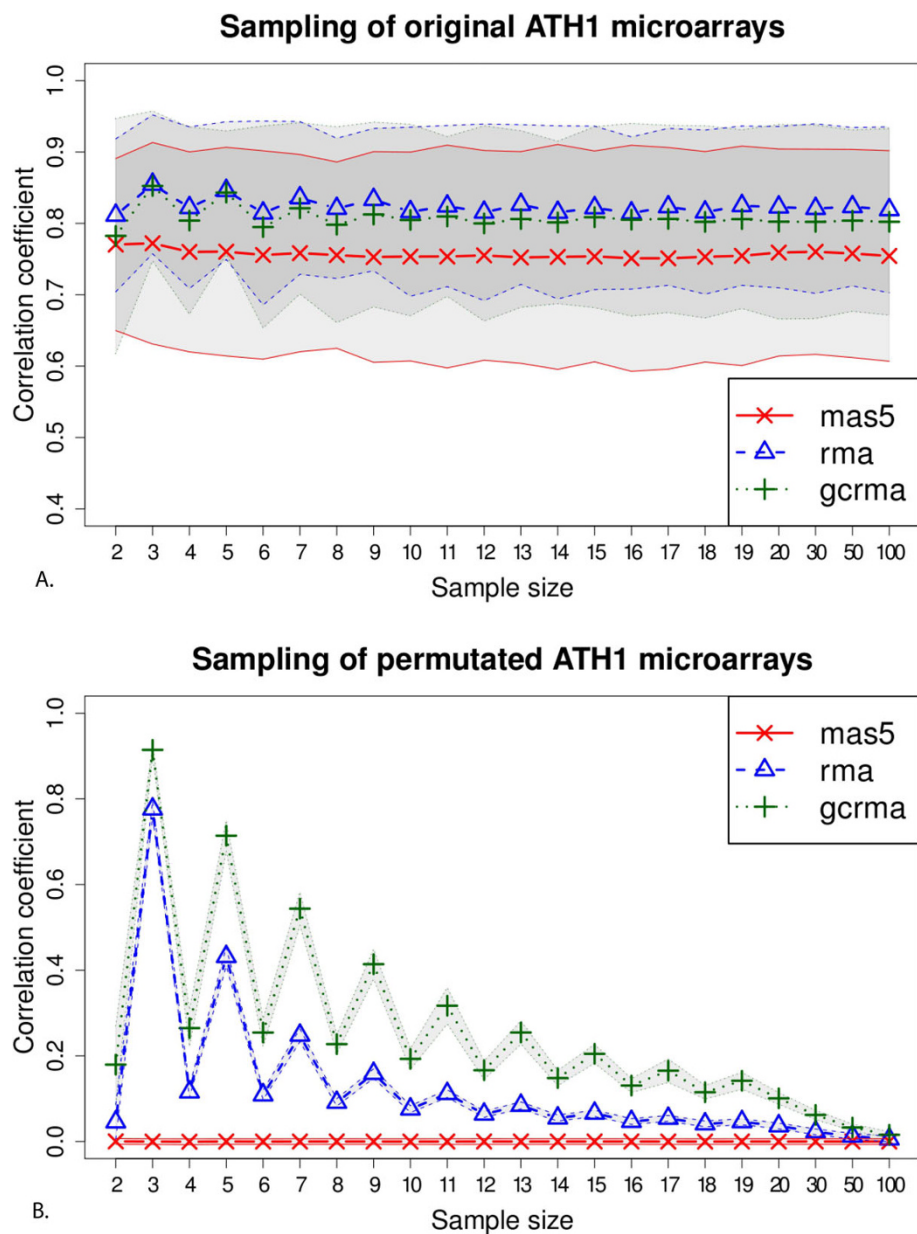 Sampling of original ATH1 microarrays
Correlation coefficient
1.0
0.9
0.8
0.7
0.6
0.5
0.4
mas5
rma
gcrma
2 3 4 5 6 7 8 9 10 11 12 13 14 15 16 17 18 19 20 30 50 100
Sample size
A.
Sampling of permutated ATH1 microarrays
Correlation coefficient
1.0
0.8
0.6
0.4
0.2
0.0
mas5
rma
gcrma
2 3 4 5 6 7 8 9 10 11 12 13 14 15 16 17 18 19 20 30 50 100
Sample size
B.